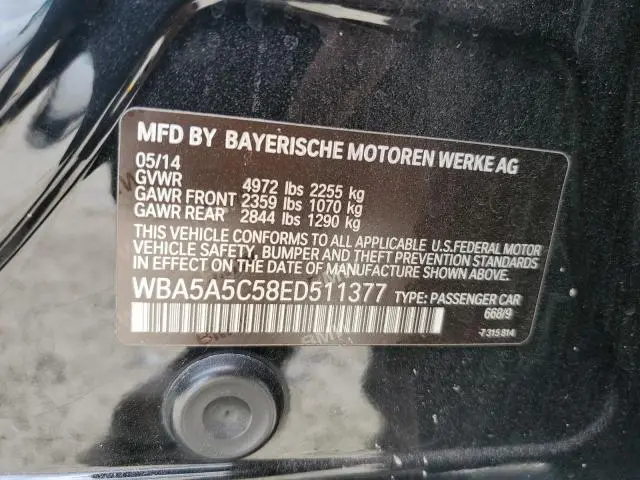 MFD BY BAYERISCHE MOTOREN WERKE AG
05/14
GVWR 4972 lbs 2255 kg
GAWR FRONT 2359 lbs 1070 kg
GAWR REAR 2844 lbs 1290 kg
THIS VEHICLE CONFORMS TO ALL APPLICABLE U.S.FEDERAL MOTOR
VEHICLE SAFETY, BUMPER AND THEFT PREVENTION STANDARDS
IN EFFECT ON THE DATE OF MANUFACTURE SHOWN ABOVE.
WBA5A5C58ED511377 TYPE: PASSENGER CAR
668/9
-7 315 814